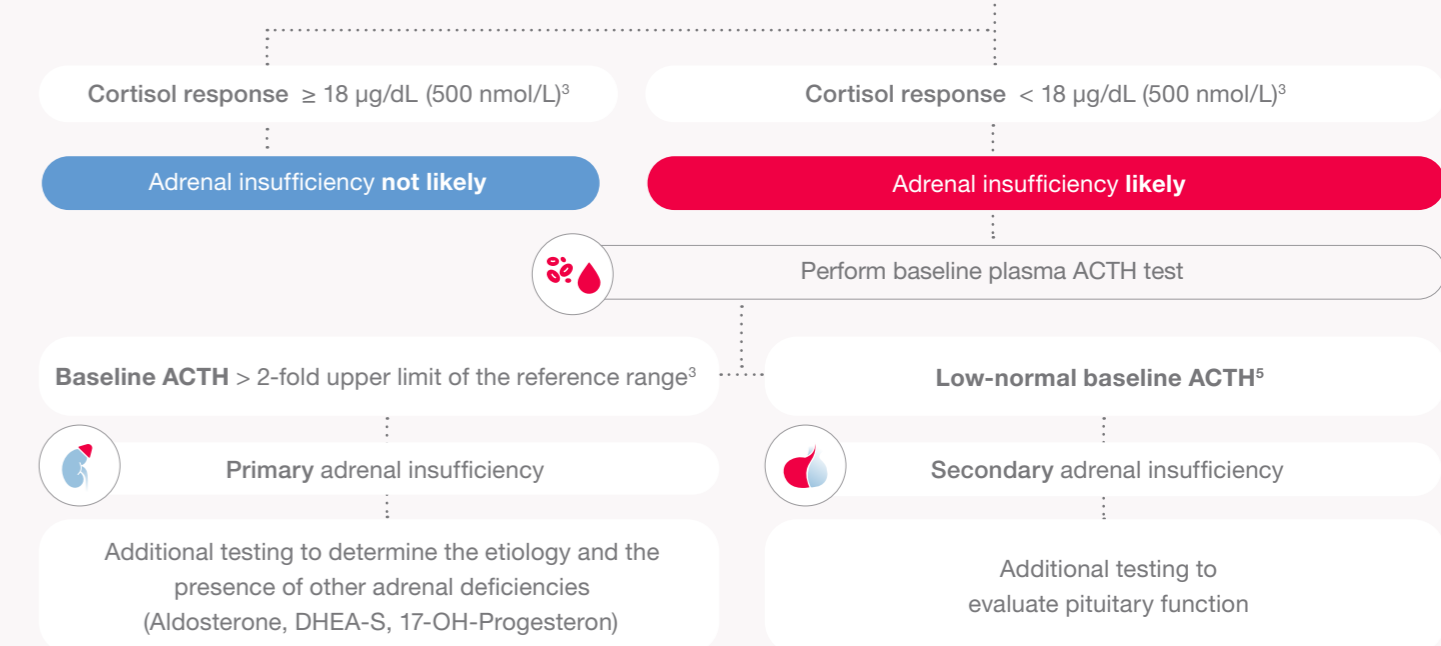 Cortisol response ≥ 18 µg/dL (500 nmol/L)³
Cortisol response < 18 µg/dL (500 nmol/L)³
Adrenal insufficiency not likely
Adrenal insufficiency likely
Perform baseline plasma ACTH test
Baseline ACTH > 2-fold upper limit of the reference range³
Low-normal baseline ACTH⁵
Primary adrenal insufficiency
Secondary adrenal insufficiency
Additional testing to determine the etiology and the
presence of other adrenal deficiencies
(Aldosterone, DHEA-S, 17-OH-Progesteron)
Additional testing to
evaluate pituitary function